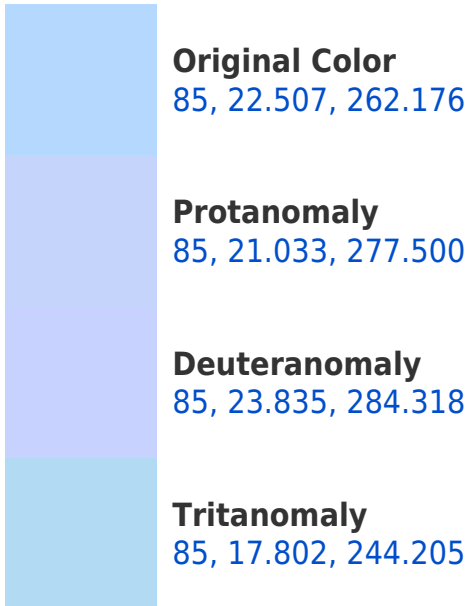 Original Color
85, 22.507, 262.176
Protanomaly
85, 21.033, 277.500
Deuteranomaly
85, 23.835, 284.318
Tritanomaly
85, 17.802, 244.205